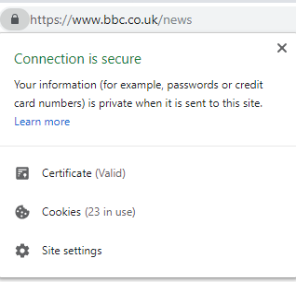 https://www.bbc.co.uk/news
Connection is secure
Your information (for example, passwords or credit
card numbers) is private when it is sent to this site.
Learn more
Certificate (Valid)
Cookies (23 in use)
Site settings